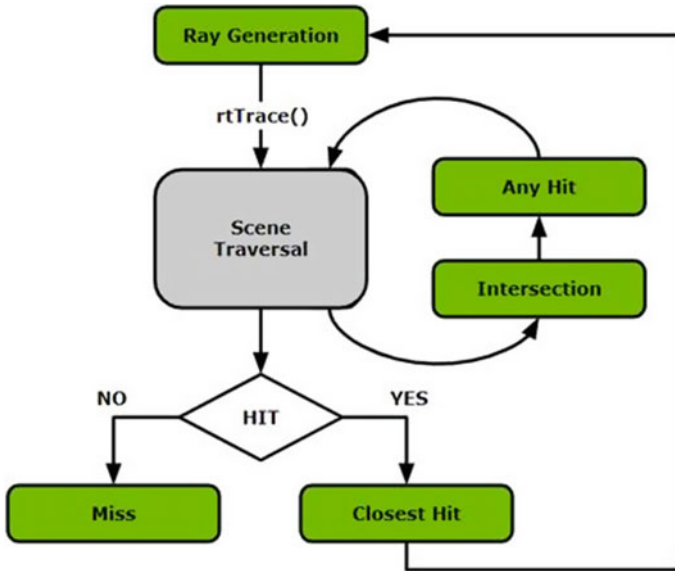 Ray Generation
rtTrace()
Scene
Traversal
Any Hit
Intersection
NO
HIT
YES
Miss
Closest Hit